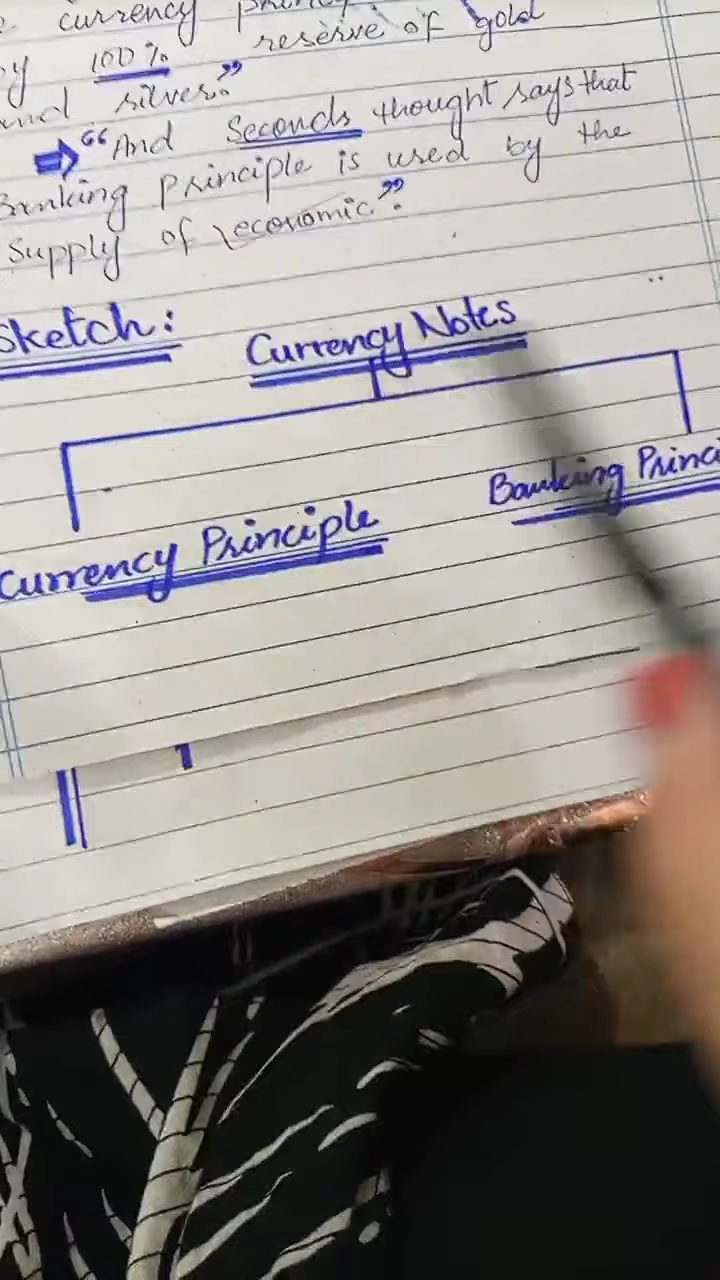 currency
y 100% reserve of gold
and silver."
"And Seconds thought says that
Banking Principle is used by the
Supply of economic".
Sketch:
Currency Notes
Currency Principle
Banking Princi